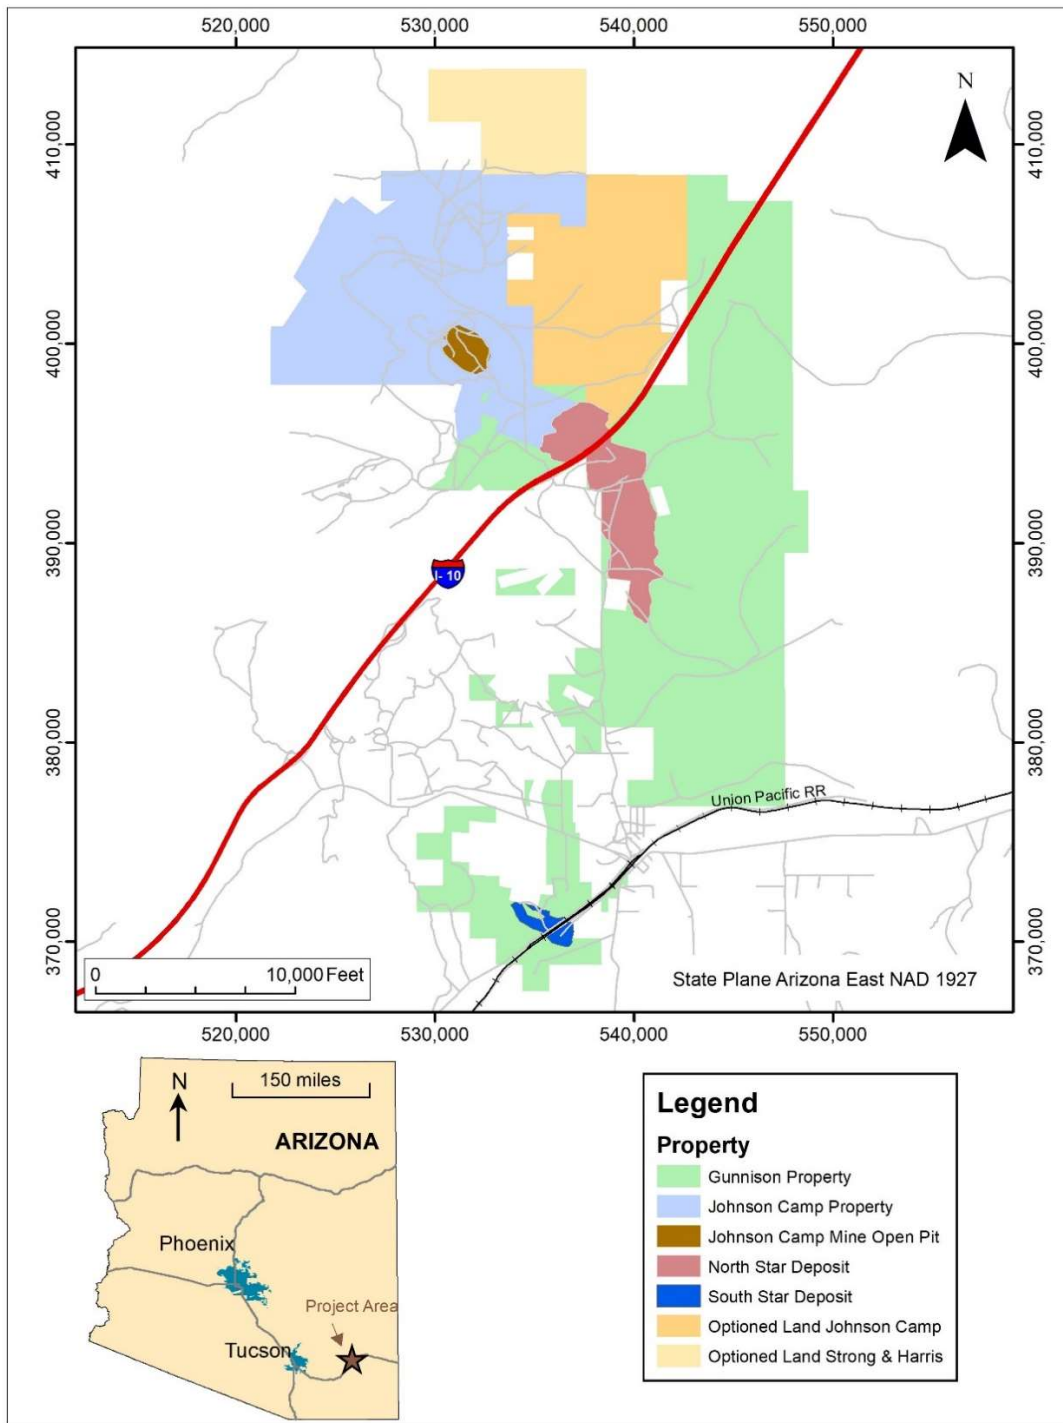 520,000 530,000 540,000 550,000
N
410,000 410,000
400,000 400,000
390,000 390,000
I-10
380,000 380,000
Union Pacific RR
370,000 370,000
0 10,000 Feet
State Plane Arizona East NAD 1927
520,000 530,000 540,000 550,000
N
150 miles
ARIZONA
Phoenix
Project Area
Tucson
Legend
Property
Gunnison Property
Johnson Camp Property
Johnson Camp Mine Open Pit
North Star Deposit
South Star Deposit
Optioned Land Johnson Camp
Optioned Land Strong & Harris